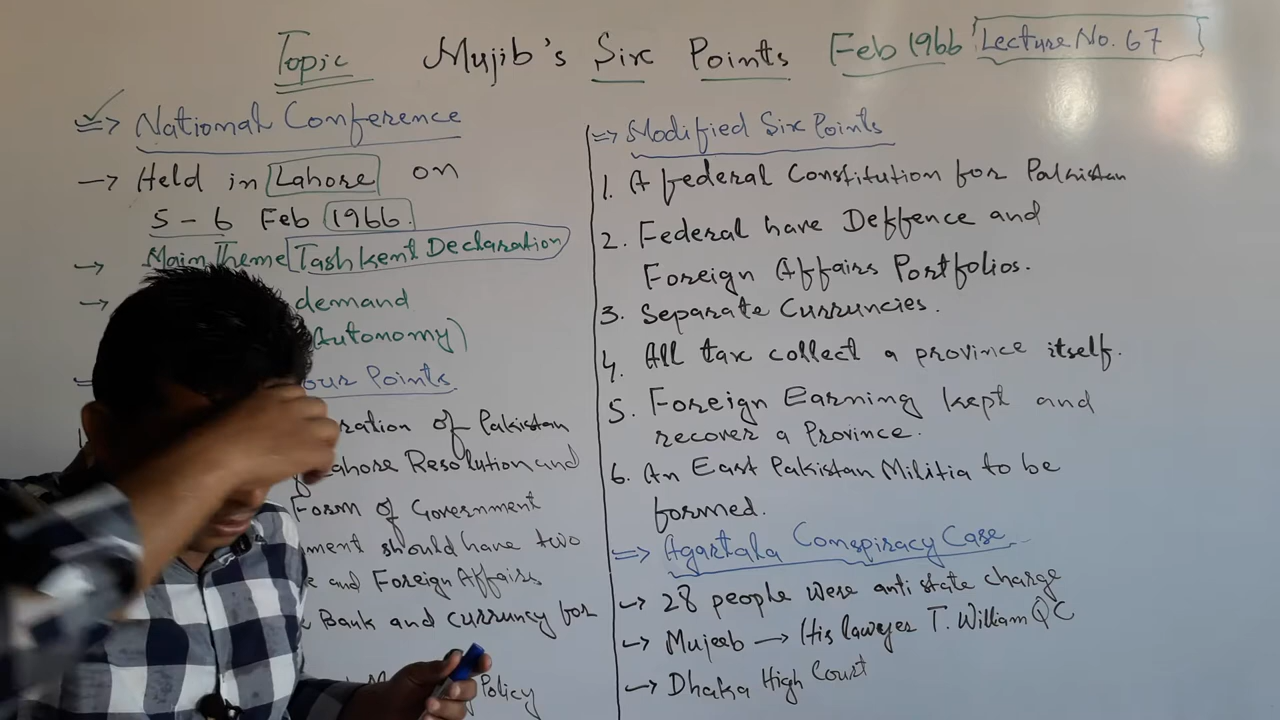 Topic Mujib's Six Points Feb 1966 Lecture No. 67
=> National Conference
→ Held in Lahore on
5 - 6 Feb 1966.
→ Main Theme Tashkent Declaration
→ demand
Autonomy)
Points
of Pakistan
Lahore Resolution and
Form of Government
should have two
and Foreign Affairs
Bank and curruncy for
Policy
=> Modified Six Points
1. A federal Constitution for Pakistan
2. Federal have Deffence and
Foreign Affairs Portfolios.
3. Separate Curruncies.
4. All tax collect a province itself.
5. Foreign Earning kept and
recover a Province.
6. An East Pakistan Militia to be
formed.
=> Agartala Conspiracy Case
→ 28 people were anti state charge
→ Mujeeb → His lawyer T. William QC
→ Dhaka High Court